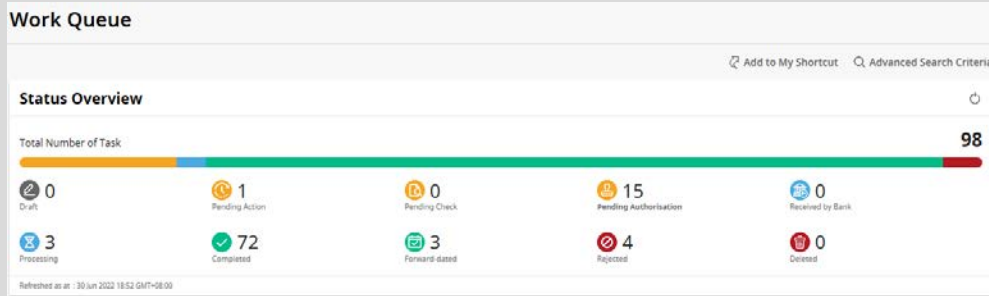 Work Queue
Add to My Shortcut Advanced Search Criteria
Status Overview
Total Number of Task 98
0 1 0 15 0
Draft Pending Action Pending Check Pending Authorisation Received by Bank
3 72 3 4 0
Processing Completed Forward-dated Rejected Deleted
Refreshed as at : 30 Jun 2022 18:52 GMT+08:00